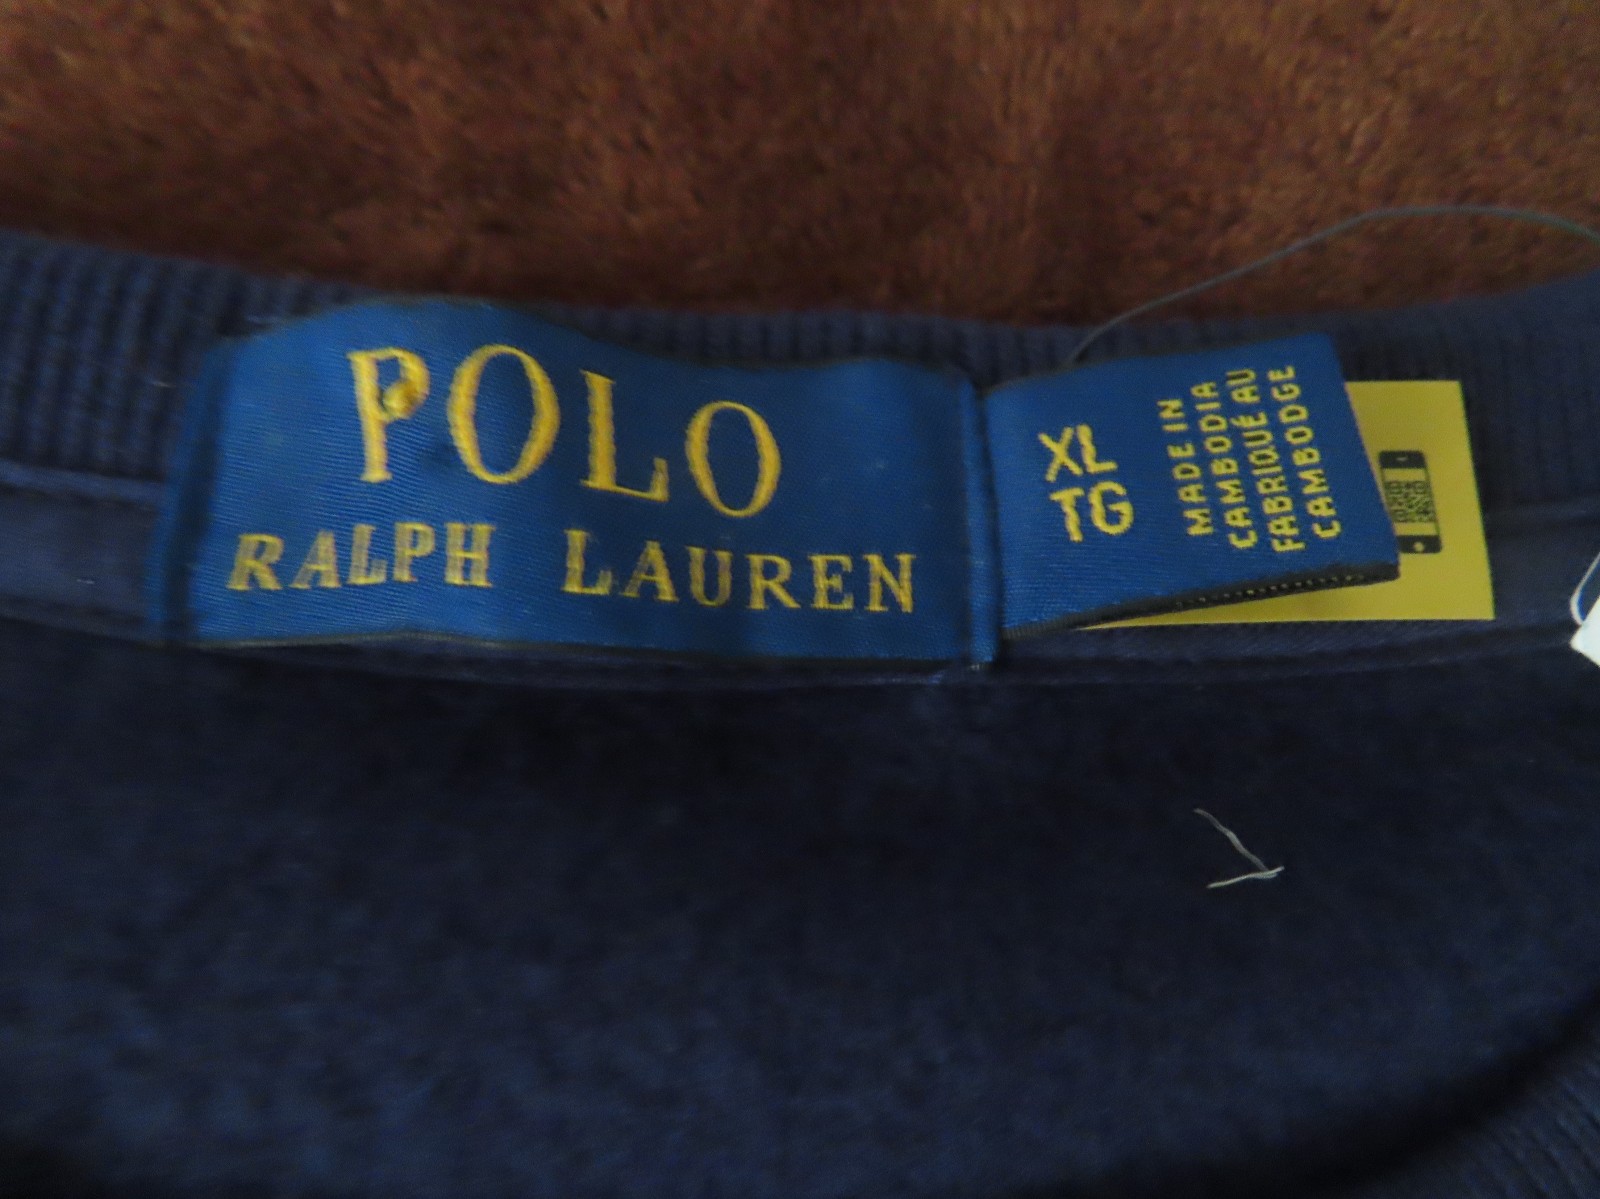 POLO
RALPH LAUREN
XL
TG
MADE IN
CAMBODIA
FABRIQUÉ AU
CAMBODGE